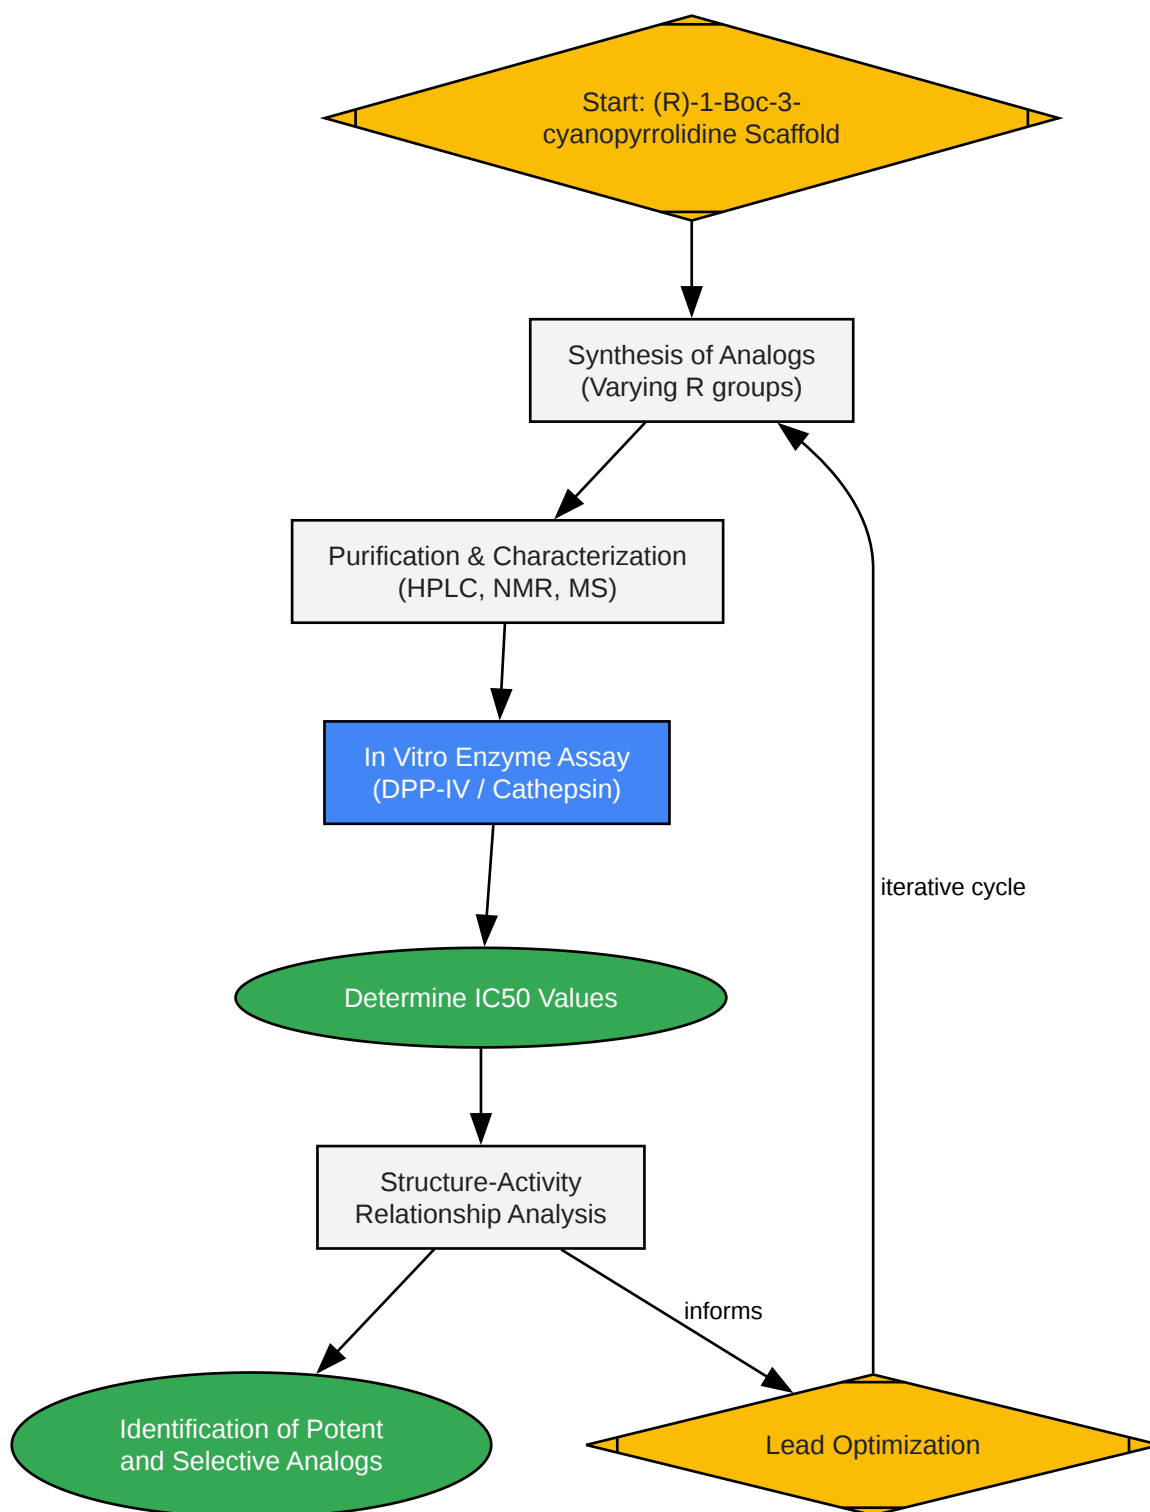 Start: (R)-1-Boc-3-
cyanopyrrolidine Scaffold
Synthesis of Analogs
(Varying R groups)
Purification & Characterization
(HPLC, NMR, MS)
In Vitro Enzyme Assay
(DPP-IV / Cathepsin)
iterative cycle
Determine IC50 Values
Structure-Activity
Relationship Analysis
informs
Identification of Potent
and Selective Analogs
Lead Optimization